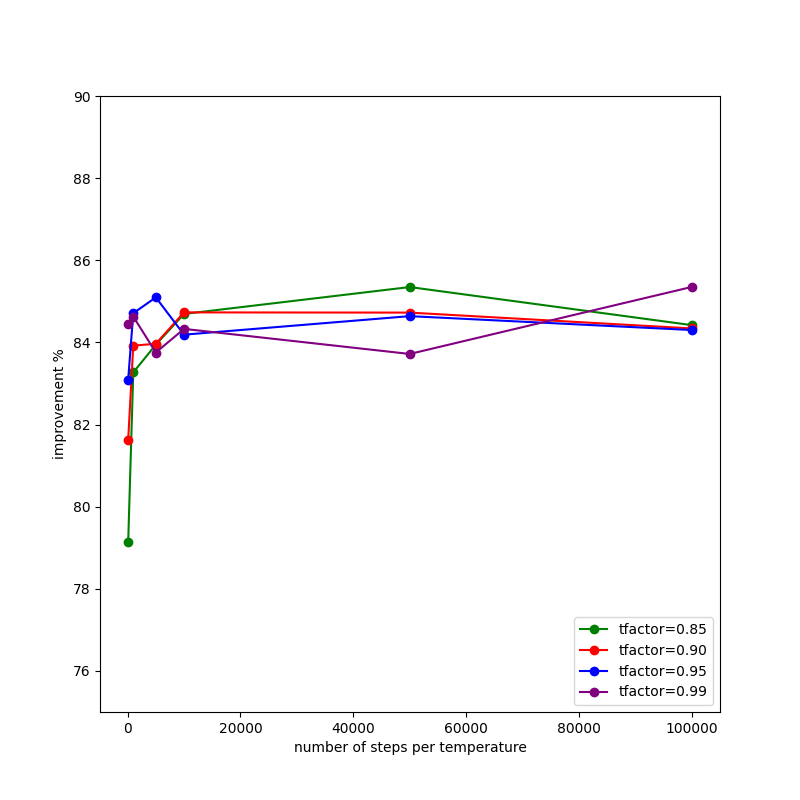 90
88
86
84
82
80
78
76
improvement %
0
20000
40000
60000
80000
100000
number of steps per temperature
tfactor=0.85
tfactor=0.90
tfactor=0.95
tfactor=0.99